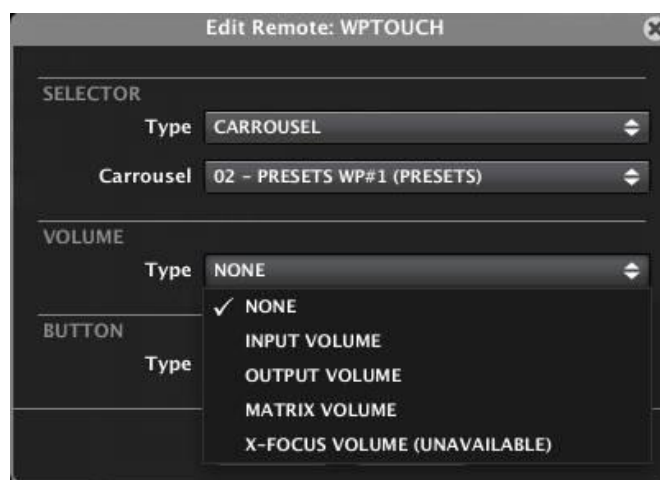 Edit Remote: WPTOUCH
SELECTOR
Type CARROUSEL
Carrousel 02 - PRESETS WP#1 (PRESETS)
VOLUME
Type NONE
✓ NONE
BUTTON
INPUT VOLUME
Type
OUTPUT VOLUME
MATRIX VOLUME
X-FOCUS VOLUME (UNAVAILABLE)